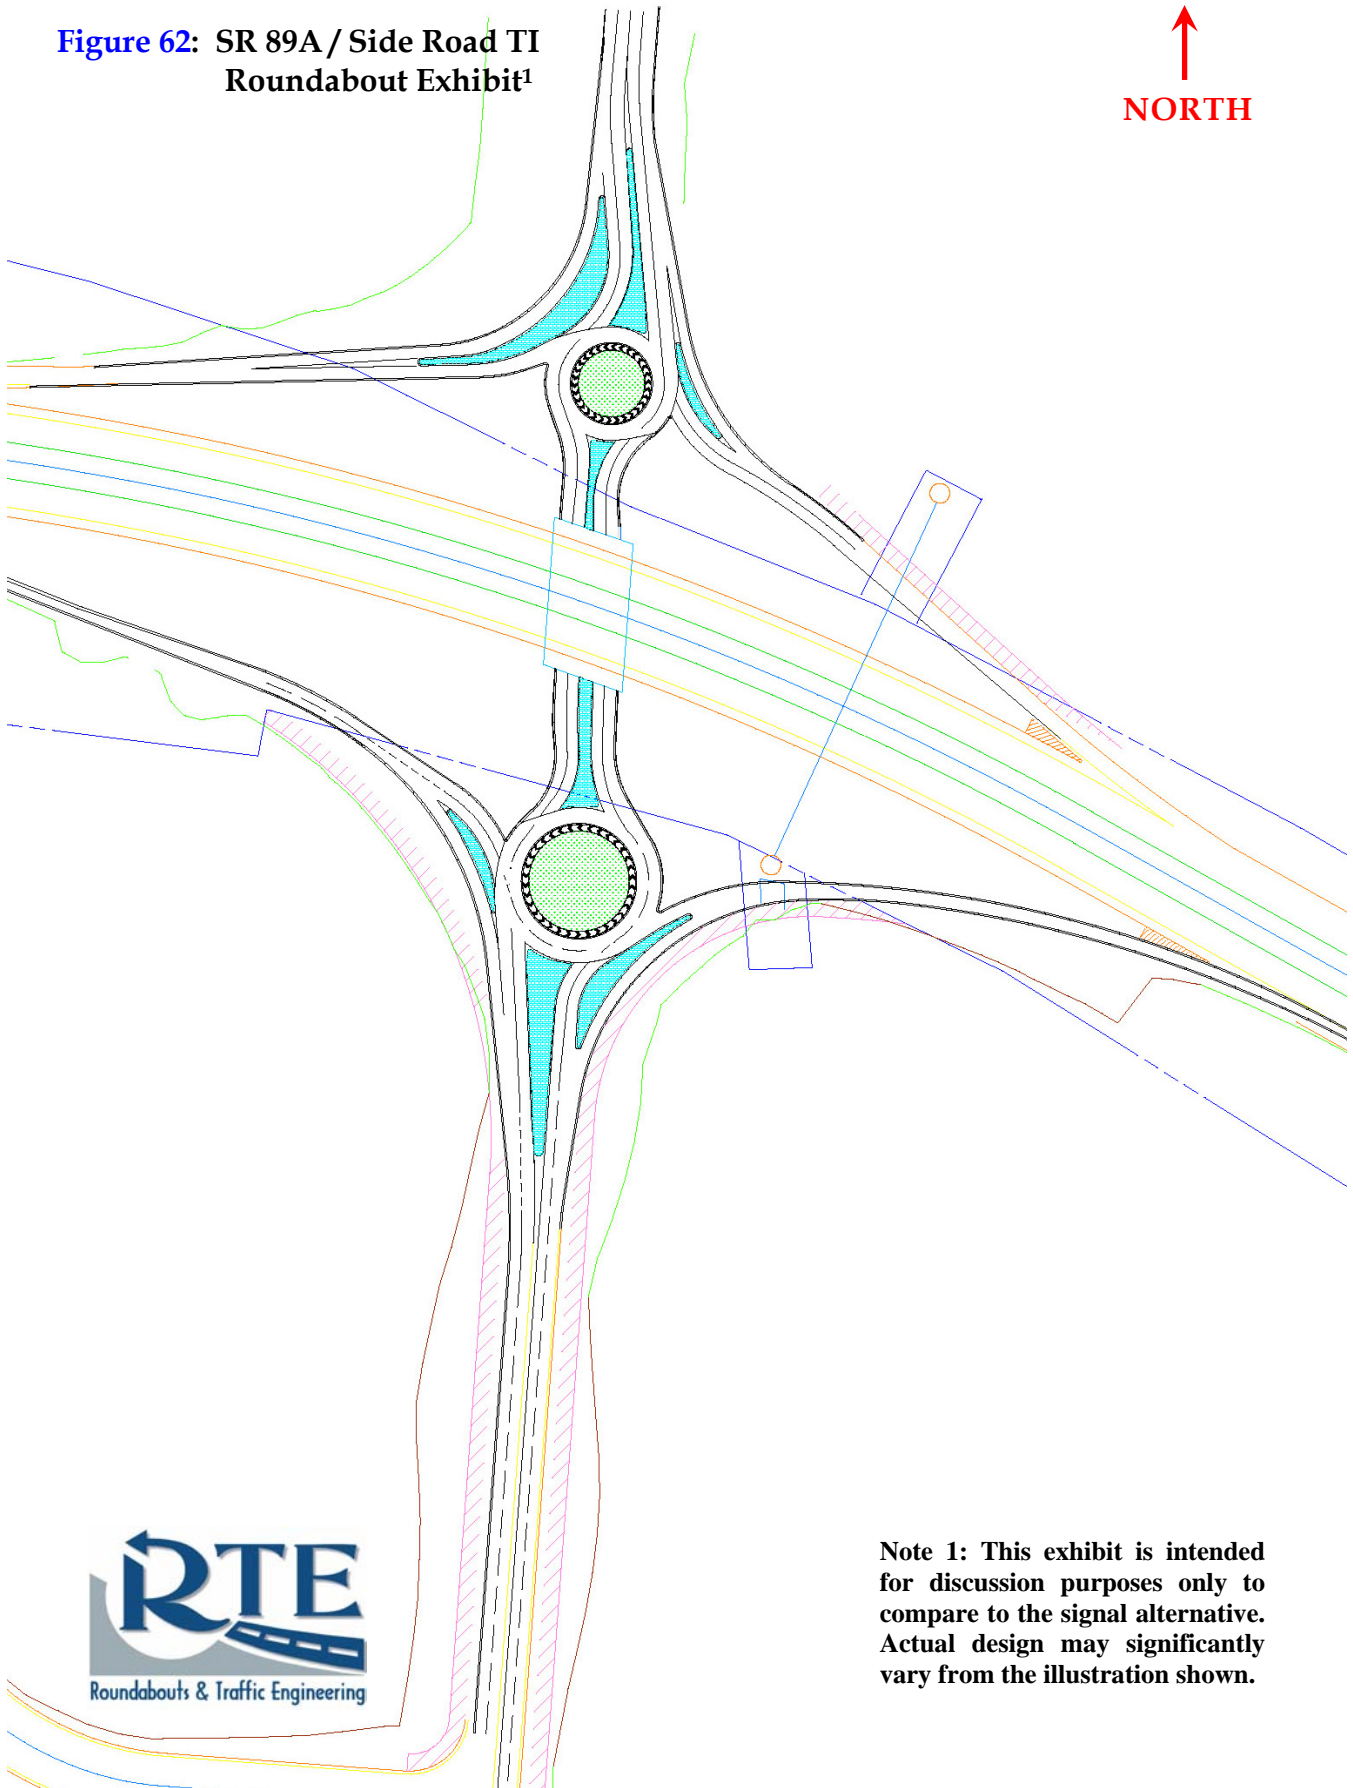 Figure 62: SR 89A / Side Road TI
Roundabout Exhibit¹
NORTH
RTE
Roundabouts & Traffic Engineering
Note 1: This exhibit is intended
for discussion purposes only to
compare to the signal alternative.
Actual design may significantly
vary from the illustration shown.